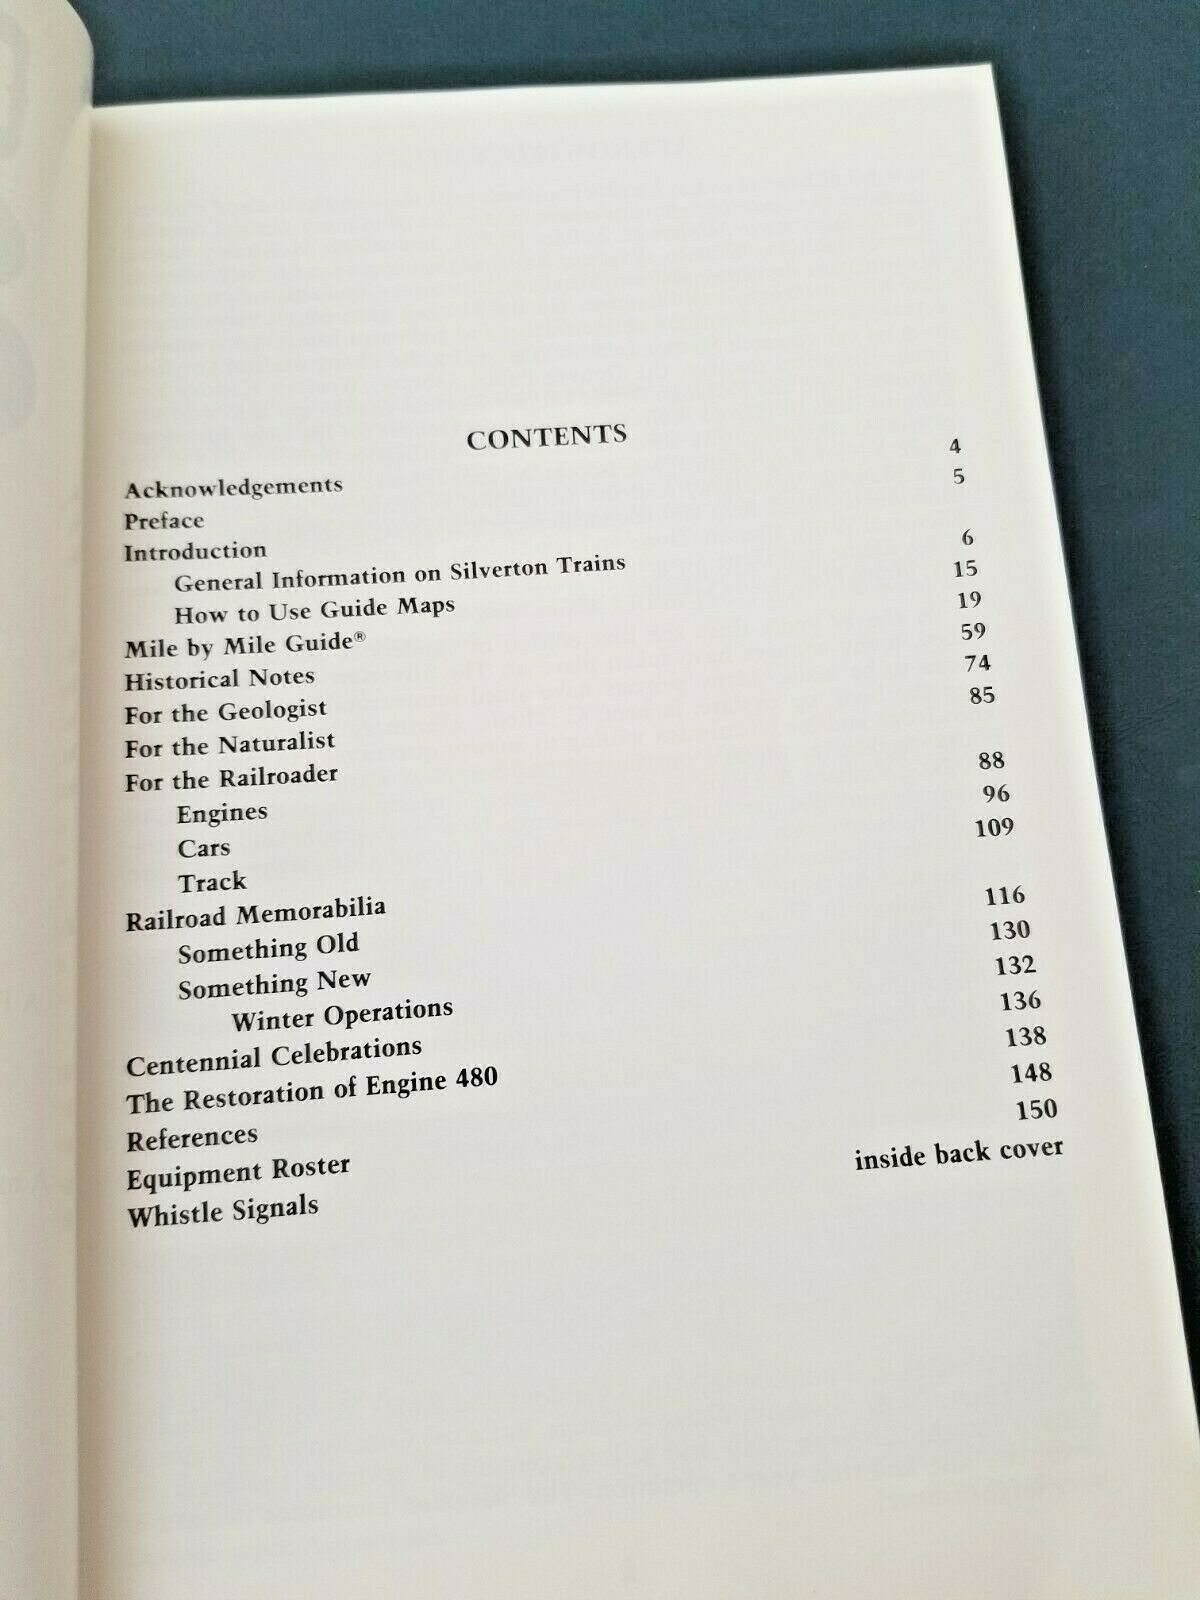 CONTENTS
Acknowledgements 4
Preface 5
Introduction
General Information on Silverton Trains 6
How to Use Guide Maps 15
Mile by Mile Guide® 19
Historical Notes 59
For the Geologist 74
For the Naturalist 85
For the Railroader
Engines 88
Cars 96
Track 109
Railroad Memorabilia
Something Old 116
Something New 130
Winter Operations 132
Centennial Celebrations 136
The Restoration of Engine 480 138
References 148
Equipment Roster 150
Whistle Signals inside back cover